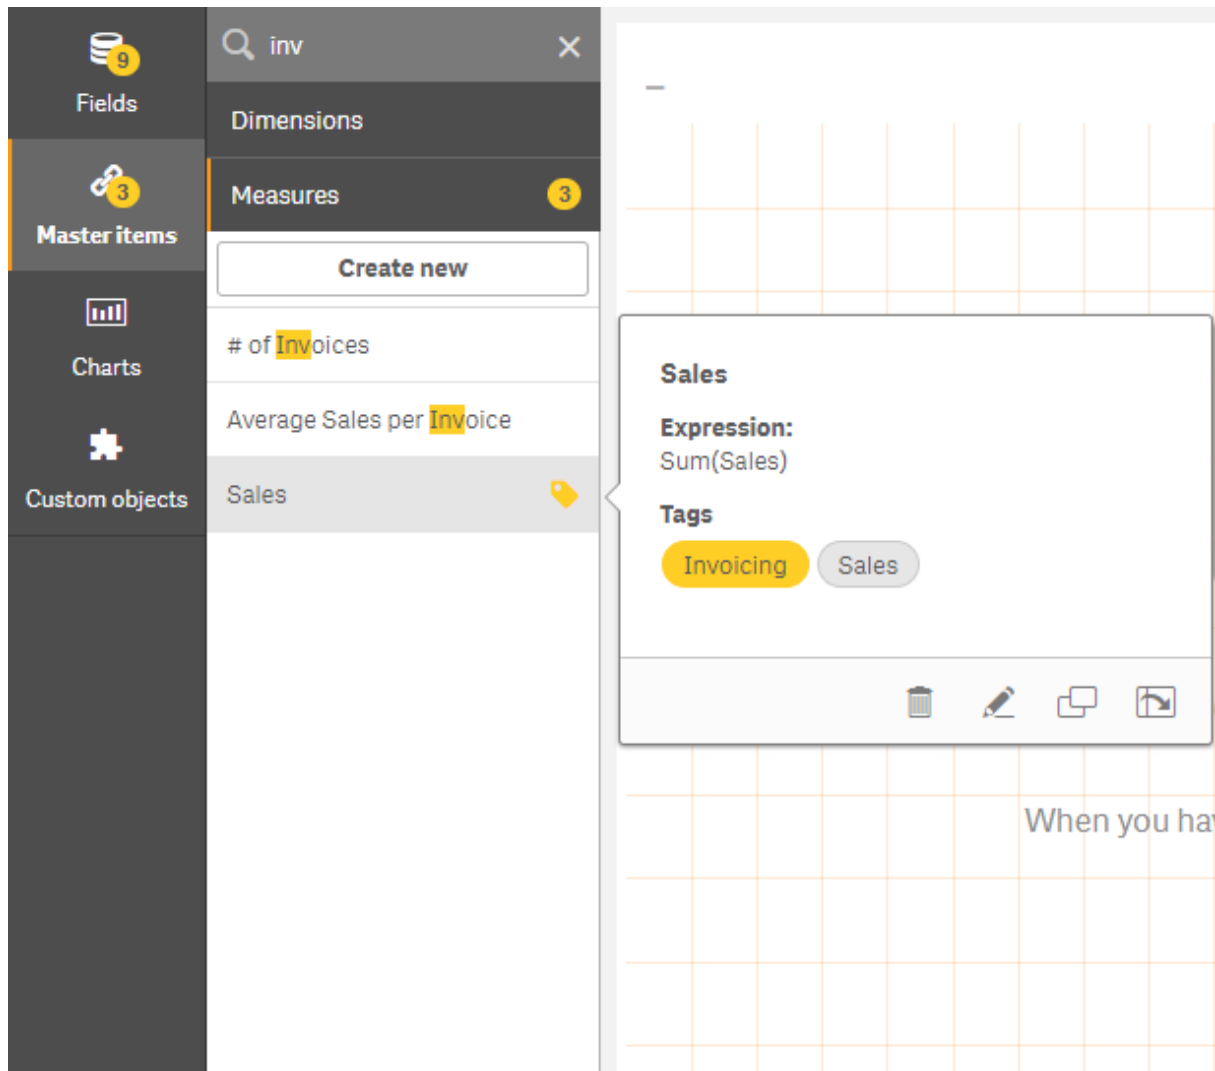 9
Fields
3
Master items
Charts
Custom objects
inv
Dimensions
Measures 3
Create new
# of Invoices
Average Sales per Invoice
Sales
Sales
Expression:
Sum(Sales)
Tags
Invoicing Sales
When you hav